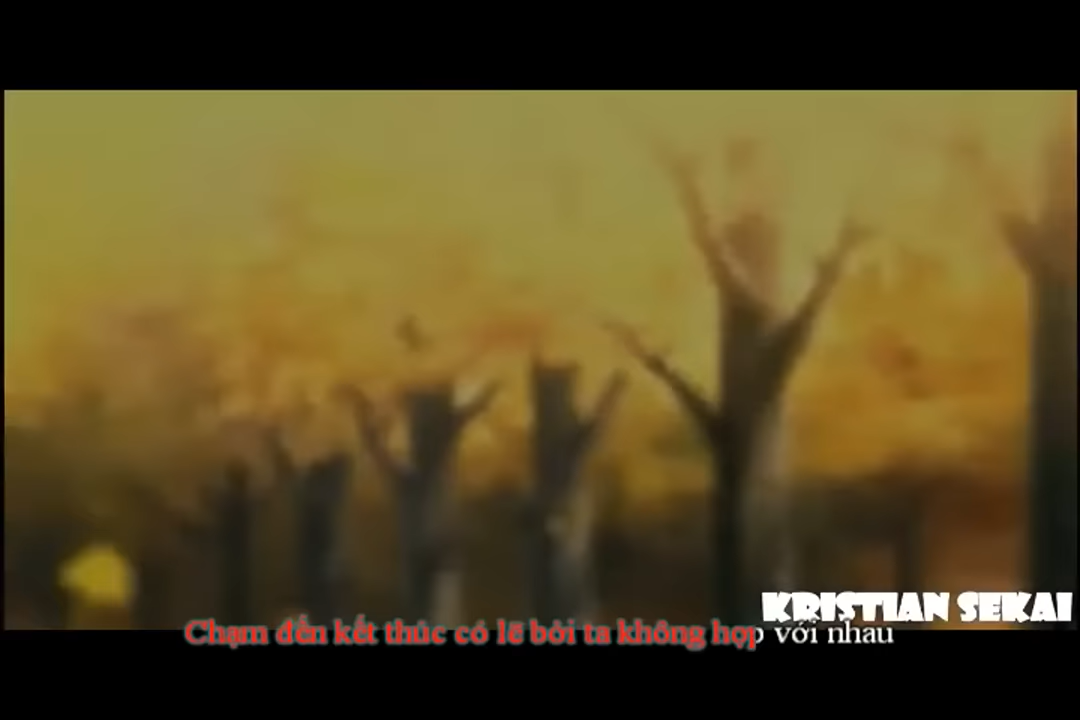 KRISTIAN SEKAI
Chạm đến kết thúc có lẽ bởi ta không hợp với nhau